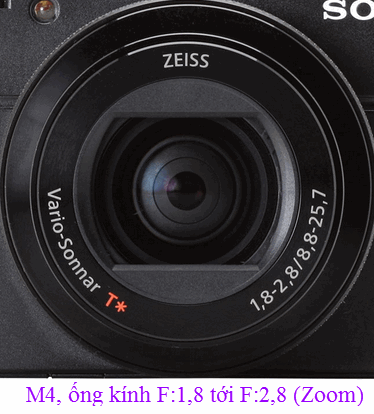 SO
ZEISS
Vario-Sonnar T*
1,8-2,8/8,8-25,7
M4, ống kính F:1,8 tới F:2,8 (Zoom)